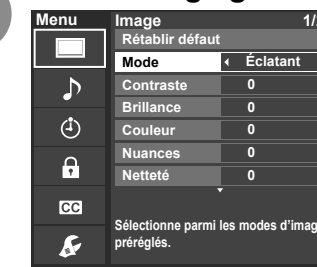 Menu
Image 1/
Rétablir défaut
Mode Éclatant
Contraste 0
Brillance 0
Couleur 0
Nuances 0
Netteté 0
CC
Sélectionne parmi les modes d'imag
préréglés.